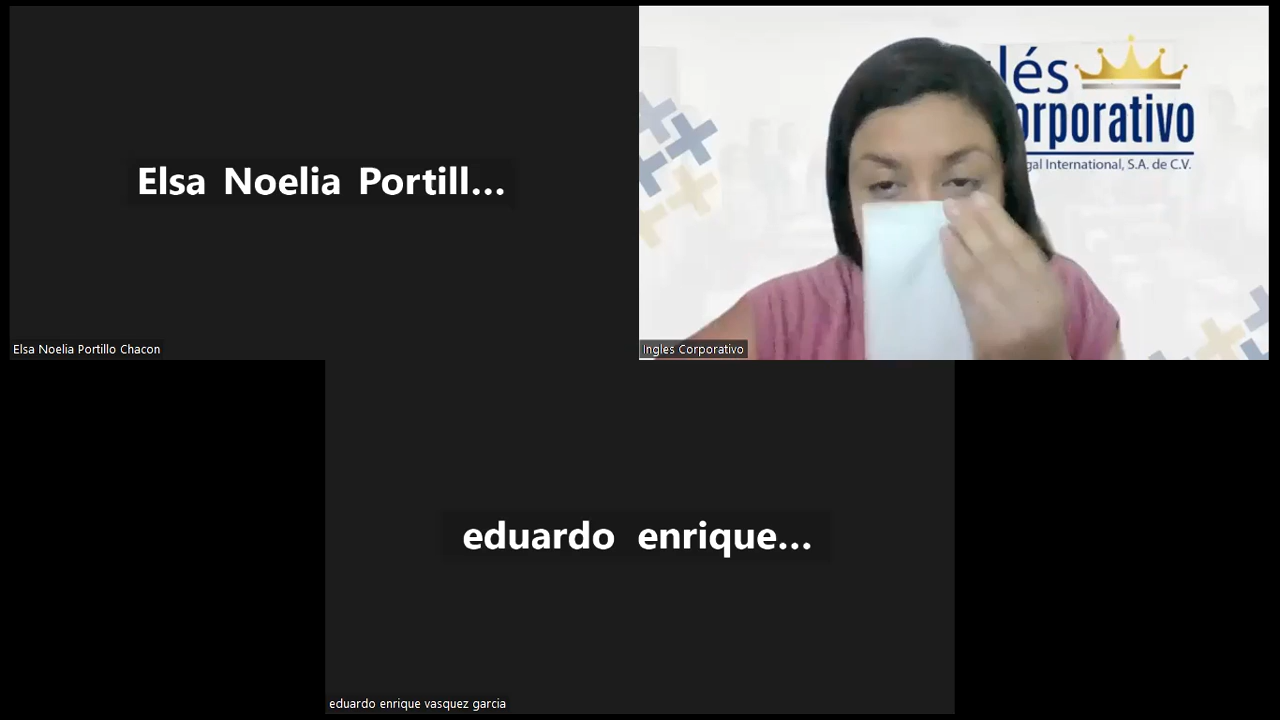 Elsa Noelia Portill...
Elsa Noelia Portillo Chacon
lés
orporativo
gal International, S.A. de C.V.
Ingles Corporativo
eduardo enrique...
eduardo enrique vasquez garcia